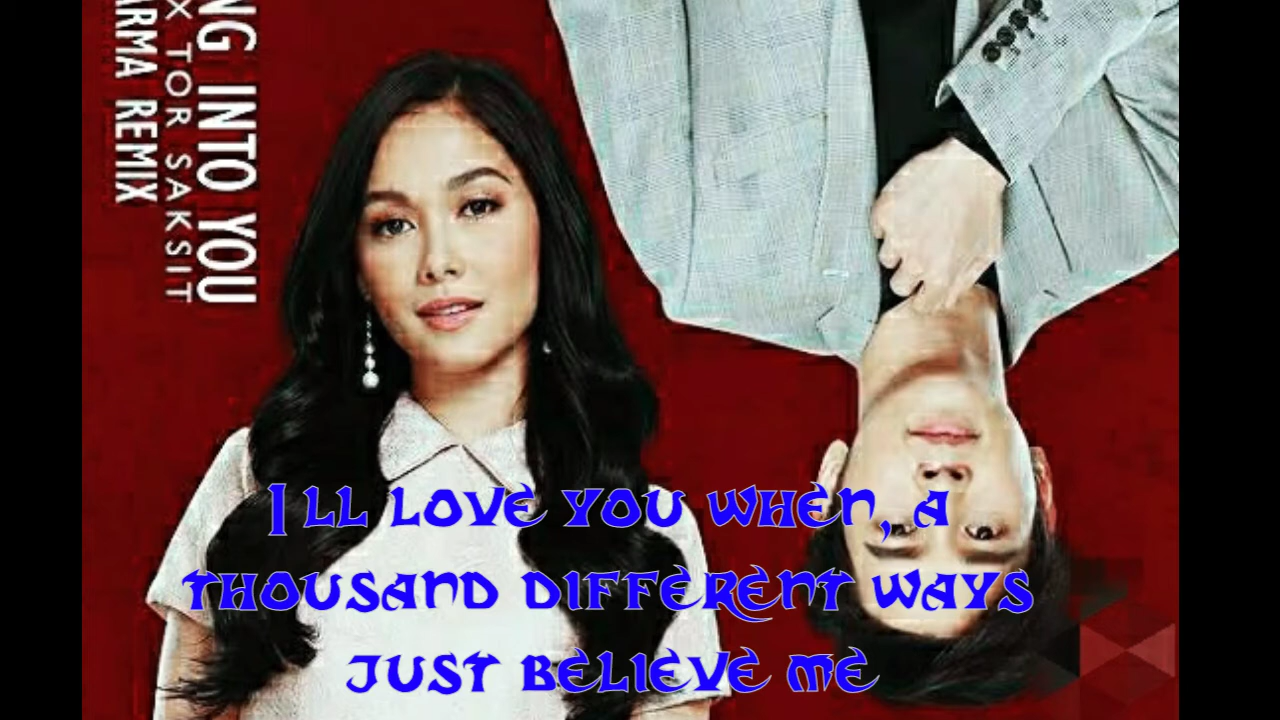 NG INTO YOU
X TOR SAKSIT
ARMA REMIX
I LL LOVE YOU WHEN, A
THOUSAND DIFFERENT WAYS
JUST BELIEVE ME